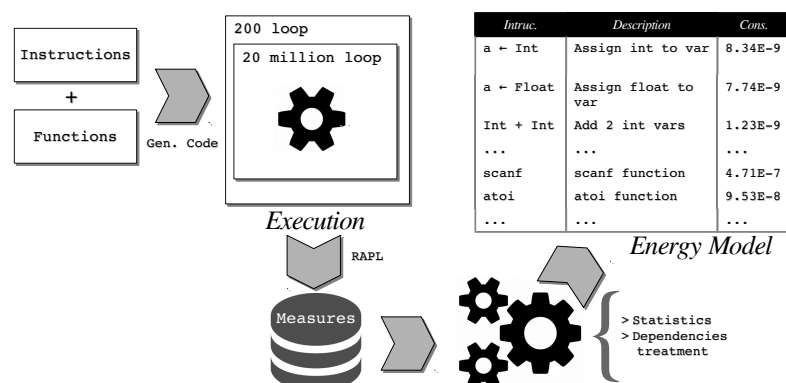 Instructions
+
Functions
Gen. Code
200 loop
20 million loop
Execution
RAPL
Measures
> Statistics
> Dependencies
treatment
Intruc. Description Cons.
a ← Int Assign int to var 8.34E-9
a ← Float Assign float to var 7.74E-9
Int + Int Add 2 int vars 1.23E-9
... ... ...
scanf scanf function 4.71E-7
atoi atoi function 9.53E-8
... ... ...
Energy Model